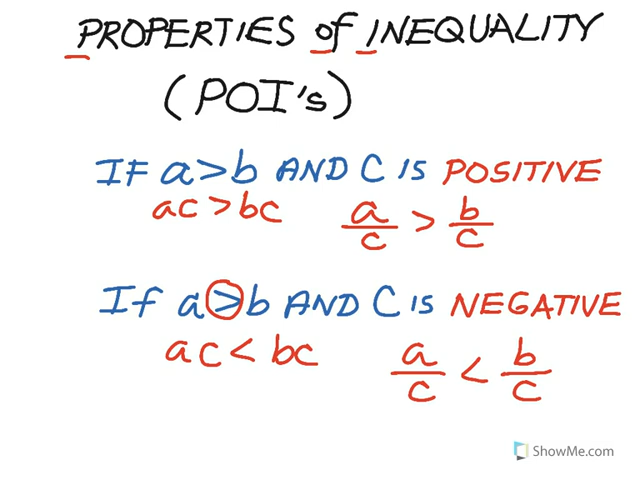 PROPERTIES of INEQUALITY
(POI's)
IF a > b AND C IS POSITIVE
ac > bc a/c > b/c
If a > b AND C IS NEGATIVE
ac < bc a/c < b/c
ShowMe.com